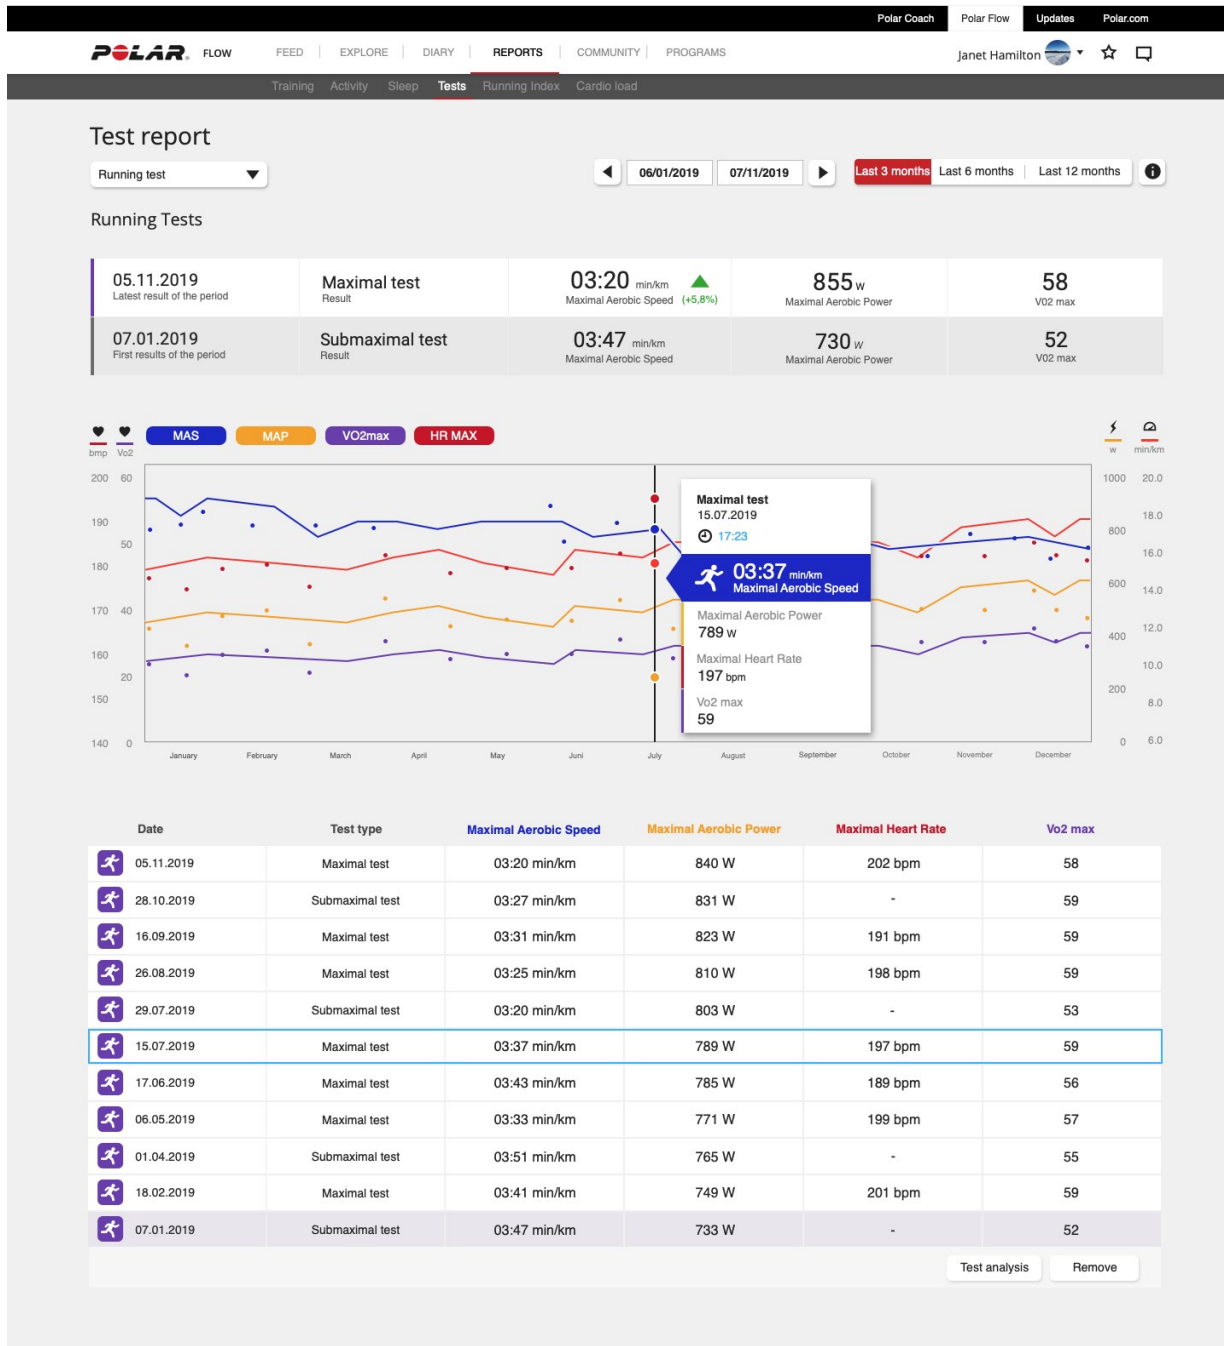 Polar Coach Polar Flow Updates Polar.com
POLAR. FLOW FEED EXPLORE DIARY REPORTS COMMUNITY PROGRAMS Janet Hamilton
Training Activity Sleep Tests Running Index Cardio load
Test report
Running test 06/01/2019 07/11/2019 Last 3 months Last 6 months Last 12 months
Running Tests
05.11.2019 Maximal test 03:20 min/km 855 w 58
Latest result of the period Result Maximal Aerobic Speed (+5,8%) Maximal Aerobic Power V02 max
07.01.2019 Submaximal test 03:47 min/km 730 w 52
First results of the period Result Maximal Aerobic Speed Maximal Aerobic Power V02 max
MAS MAP VO2max HR MAX
bmp Vo2 w min/km
200 60 1000 20.0
190 18.0
50 800
180 16.0
600 14.0
170 40
400 12.0
160 10.0
20 200
150 8.0
140 0 0 6.0
Maximal test
15.07.2019
17:23
03:37 min/km
Maximal Aerobic Speed
Maximal Aerobic Power
789 w
Maximal Heart Rate
197 bpm
Vo2 max
59
January February March April May Juni July August September October November December
Date Test type Maximal Aerobic Speed Maximal Aerobic Power Maximal Heart Rate Vo2 max
05.11.2019 Maximal test 03:20 min/km 840 W 202 bpm 58
28.10.2019 Submaximal test 03:27 min/km 831 W - 59
16.09.2019 Maximal test 03:31 min/km 823 W 191 bpm 59
26.08.2019 Maximal test 03:25 min/km 810 W 198 bpm 59
29.07.2019 Submaximal test 03:20 min/km 803 W - 53
15.07.2019 Maximal test 03:37 min/km 789 W 197 bpm 59
17.06.2019 Maximal test 03:43 min/km 785 W 189 bpm 56
06.05.2019 Maximal test 03:33 min/km 771 W 199 bpm 57
01.04.2019 Submaximal test 03:51 min/km 765 W - 55
18.02.2019 Maximal test 03:41 min/km 749 W 201 bpm 59
07.01.2019 Submaximal test 03:47 min/km 733 W - 52
Test analysis Remove